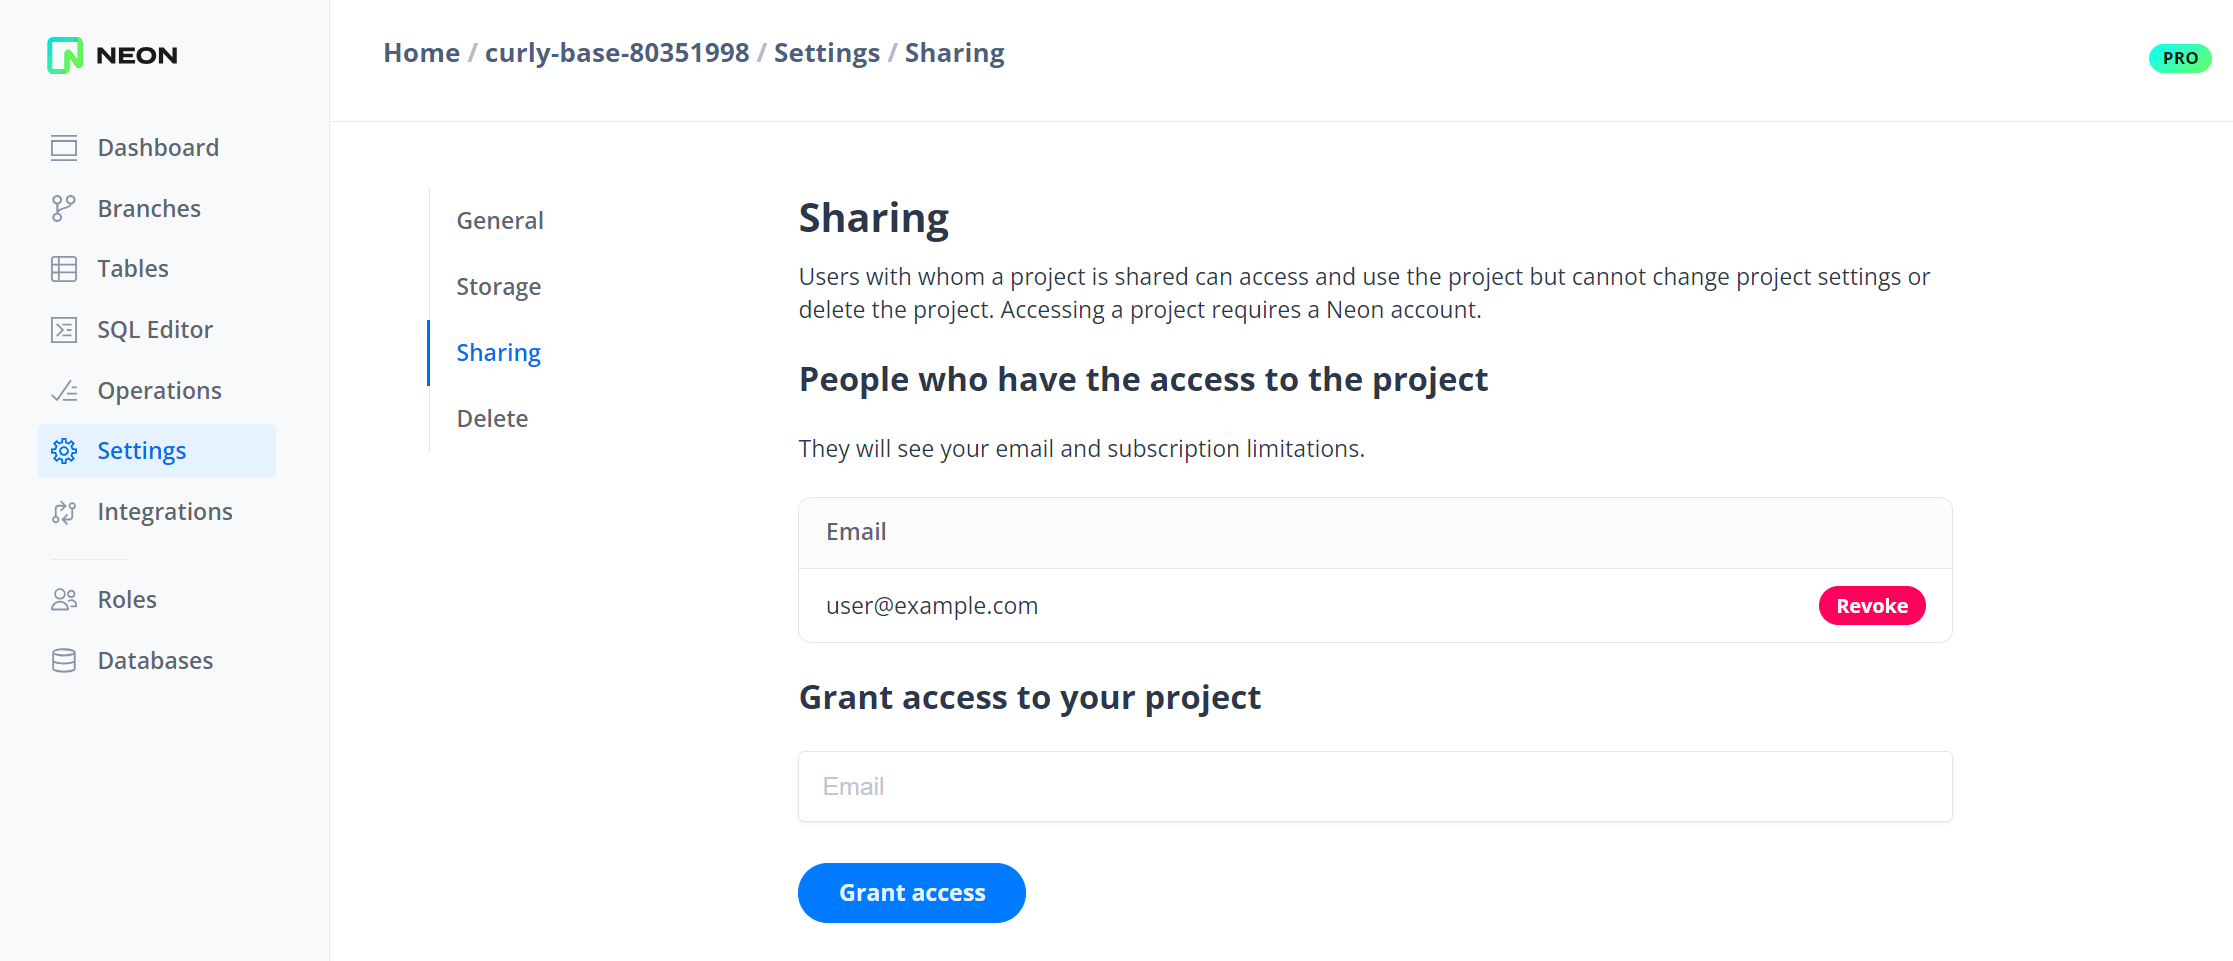 NEON
Home / curly-base-80351998 / Settings / Sharing
PRO
Dashboard
Branches
Tables
SQL Editor
Operations
Settings
Integrations
Roles
Databases
General
Storage
Sharing
Delete
Sharing
Users with whom a project is shared can access and use the project but cannot change project settings or
delete the project. Accessing a project requires a Neon account.
People who have the access to the project
They will see your email and subscription limitations.
Email
user@example.com
Revoke
Grant access to your project
Email
Grant access